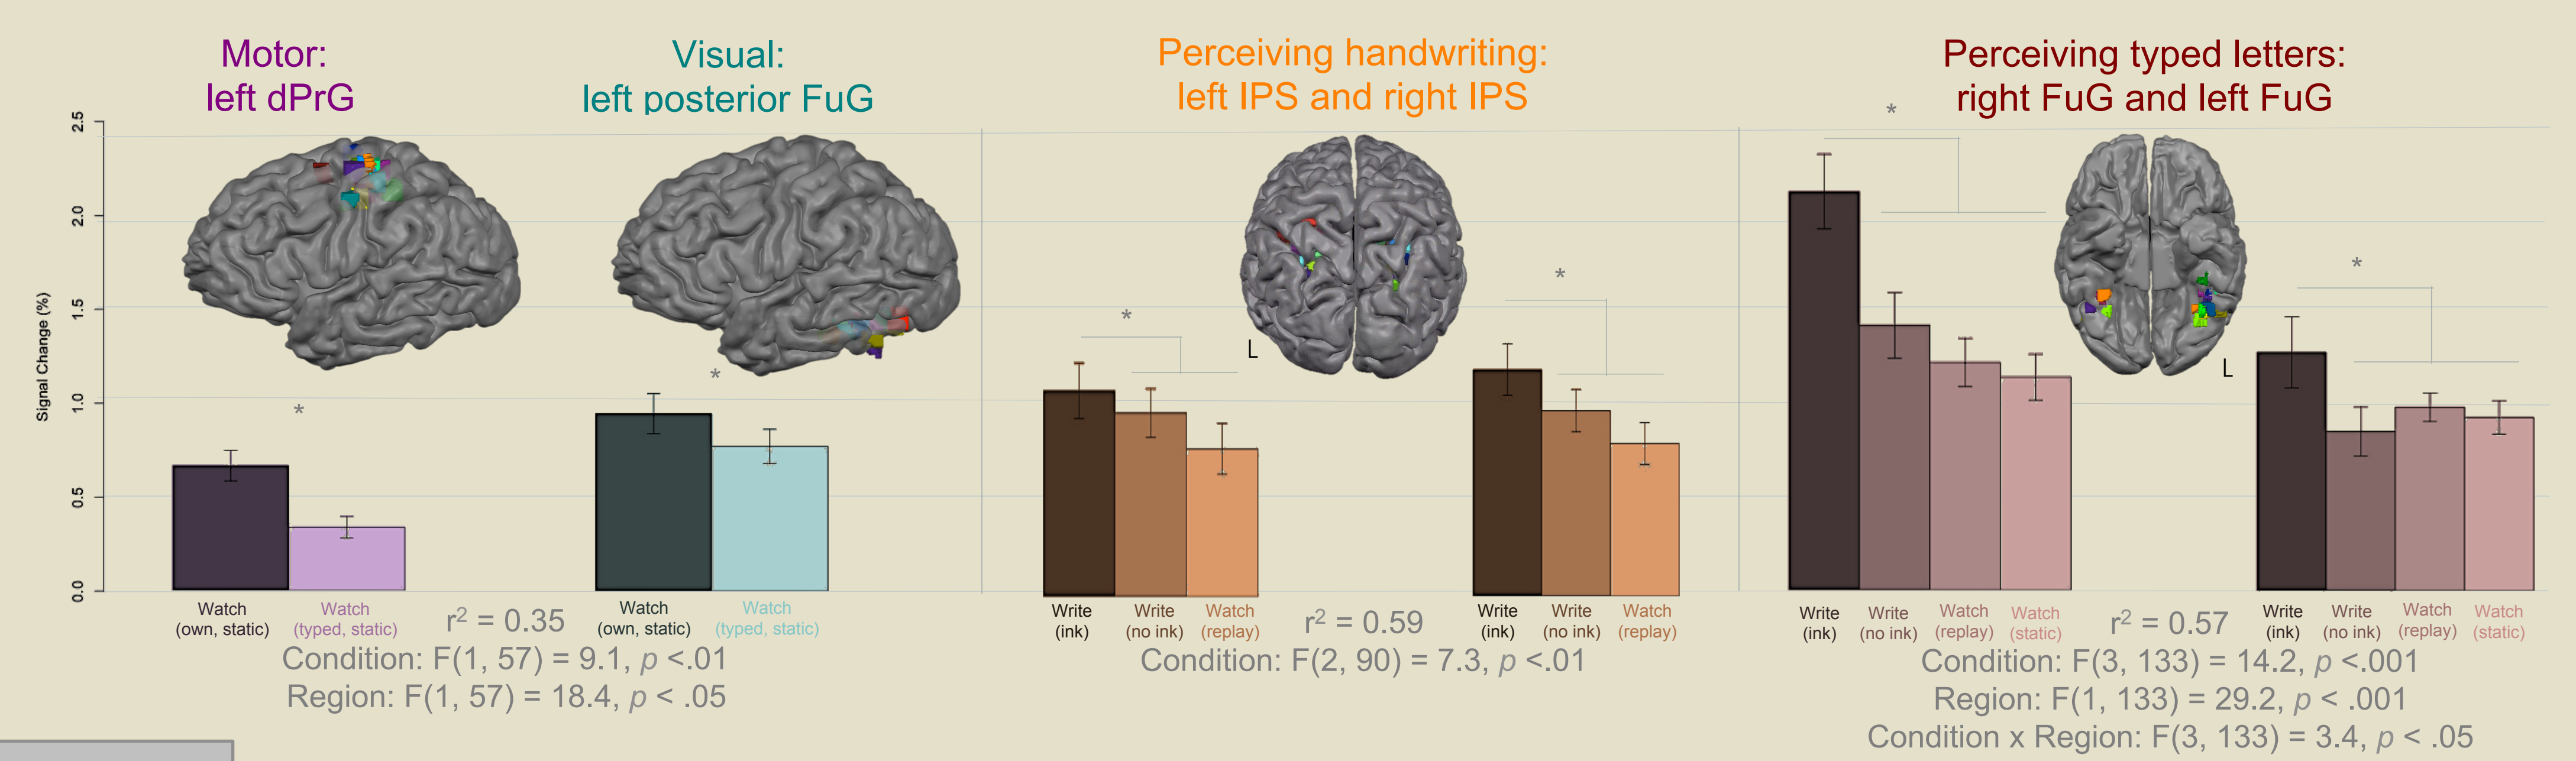 Motor:
left dPrG
Visual:
left posterior FuG
Perceiving handwriting:
left IPS and right IPS
Perceiving typed letters:
right FuG and left FuG
Signal Change (%)
2.5
2.0
1.5
1.0
0.5
0.0
*
*
*
*
*
*
L
L
Watch
(own, static)
Watch
(typed, static)
r² = 0.35
Watch
(own, static)
Watch
(typed, static)
Condition: F(1, 57) = 9.1, p <.01
Region: F(1, 57) = 18.4, p < .05
Write
(ink)
Write
(no ink)
Watch
(replay)
r² = 0.59
Write
(ink)
Write
(no ink)
Watch
(replay)
Condition: F(2, 90) = 7.3, p <.01
Write
(ink)
Write
(no ink)
Watch
(replay)
Watch
(static)
r² = 0.57
Write
(ink)
Write
(no ink)
Watch
(replay)
Watch
(static)
Condition: F(3, 133) = 14.2, p <.001
Region: F(1, 133) = 29.2, p < .001
Condition x Region: F(3, 133) = 3.4, p < .05